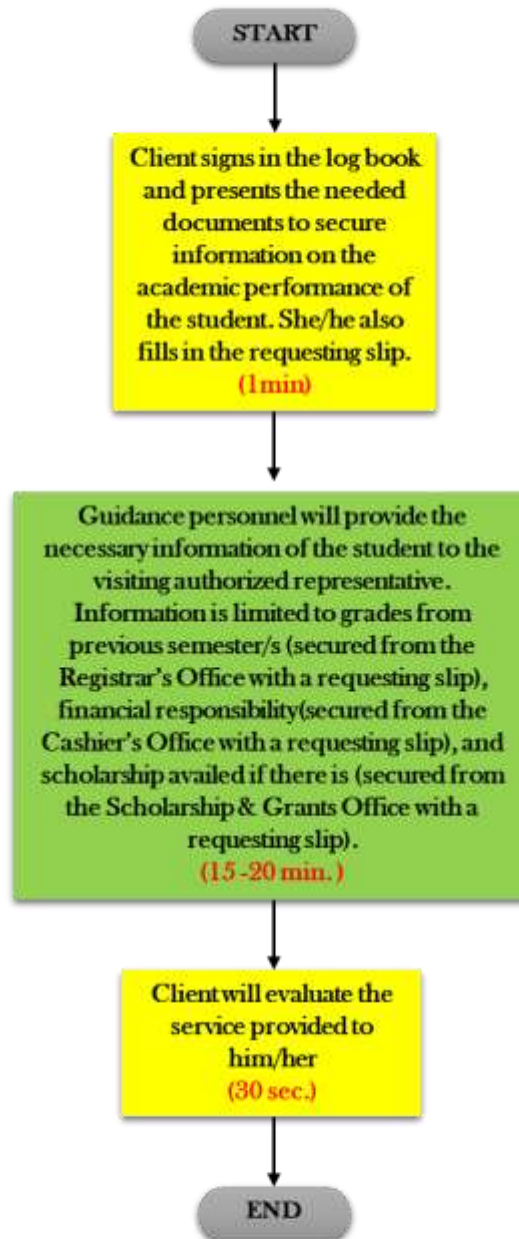 START
Client signs in the log book
and presents the needed
documents to secure
information on the
academic performance of
the student. She/he also
fills in the requesting slip.
(1min)
Guidance personnel will provide the
necessary information of the student to the
visiting authorized representative.
Information is limited to grades from
previous semester/s (secured from the
Registrar's Office with a requesting slip),
financial responsibility(secured from the
Cashier's Office with a requesting slip), and
scholarship availed if there is (secured from
the Scholarship & Grants Office with a
requesting slip).
(15 -20 min. )
Client will evaluate the
service provided to
him/her
(30 sec.)
END